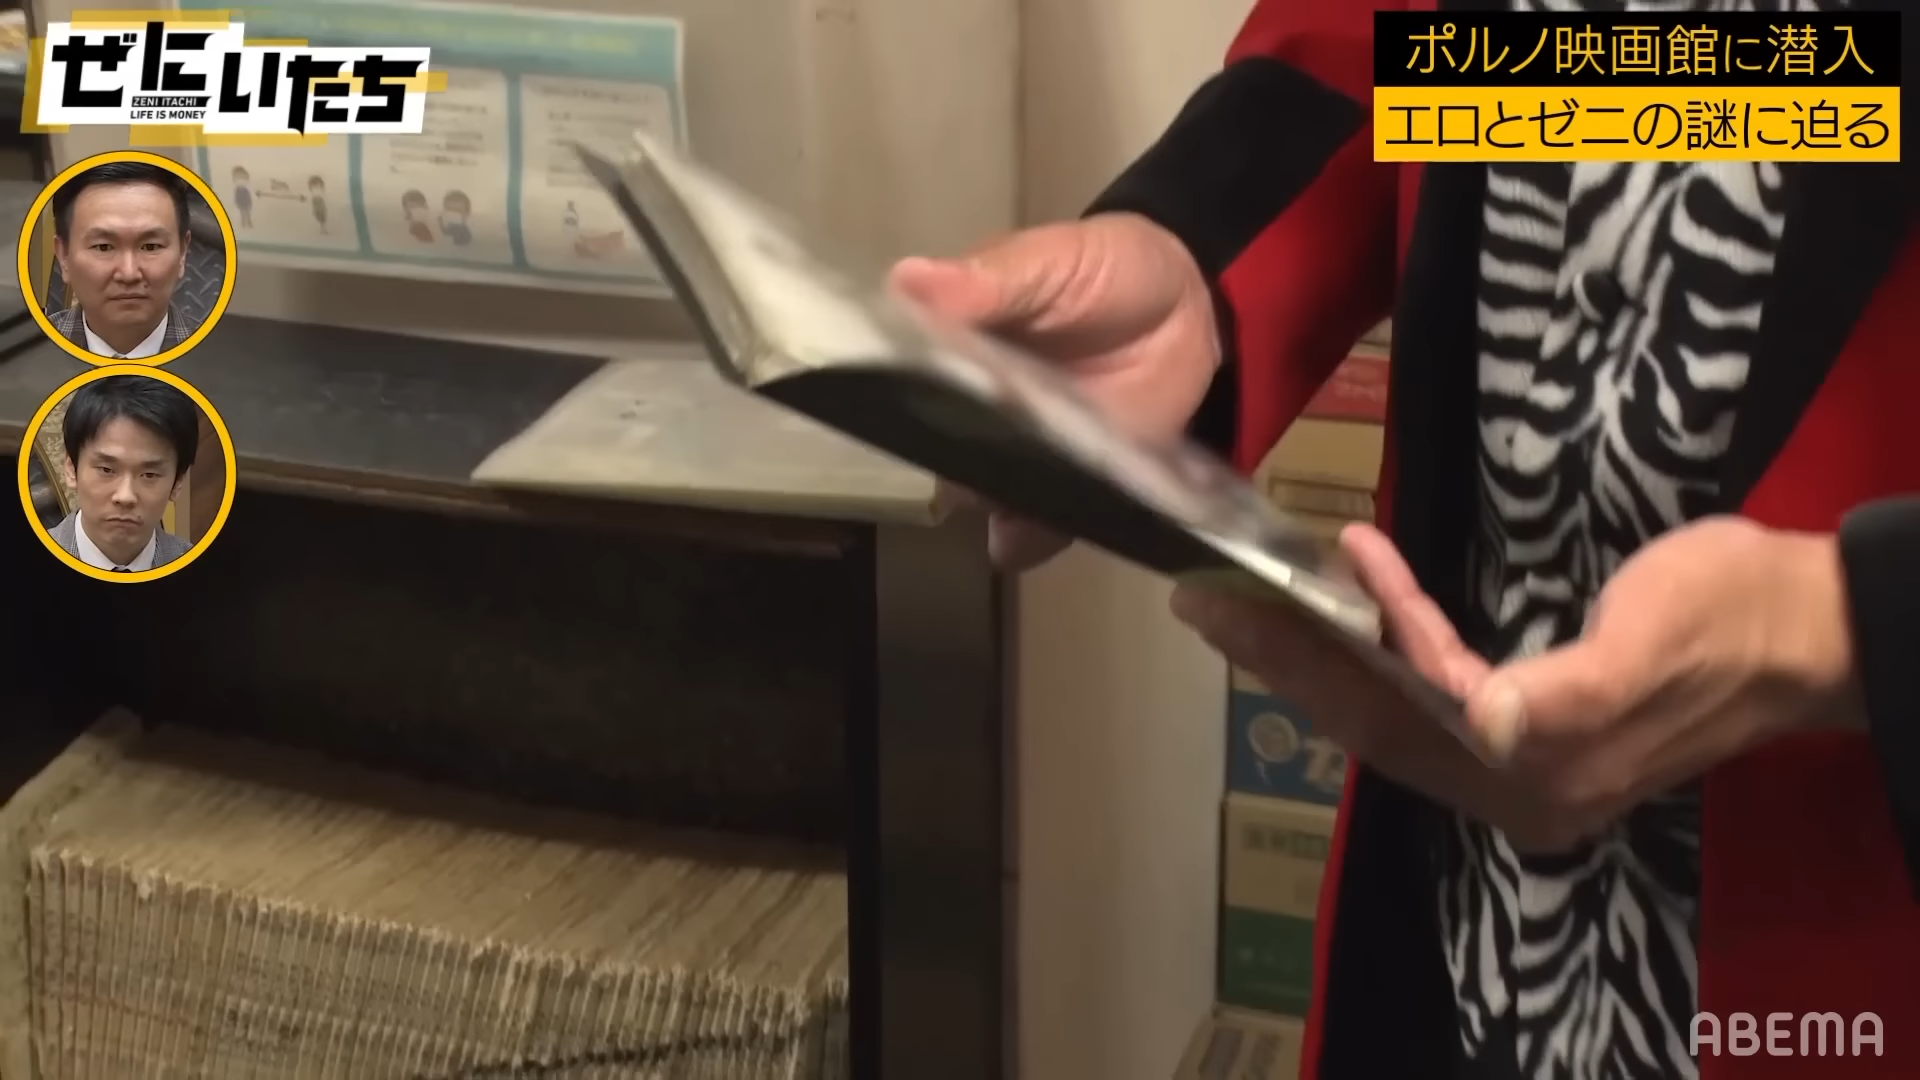 ぜにいたち
ZENI ITACHI
LIFE IS MONEY
ポルノ映画館に潜入
エロとゼニの謎に迫る
2m
ABEMA